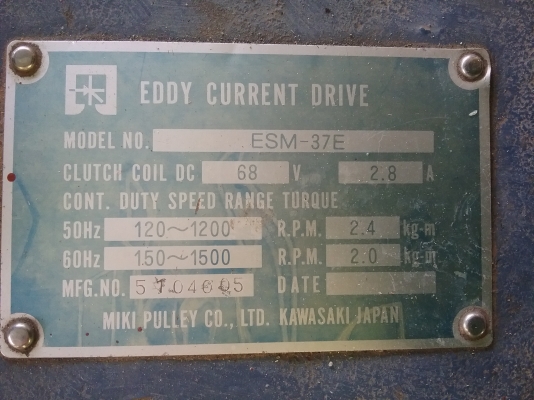 EDDY CURRENT DRIVE
MODEL NO. ESM-37E
CLUTCH COIL DC 68 V 2.8 A
CONT. DUTY SPEED RANGE TORQUE
50Hz 120～1200 R.P.M. 2.4 kg-m
60Hz 150～1500 R.P.M. 2.0 kg-m
MFG.NO. DATE
MIKI PULLEY CO., LTD. KAWASAKI JAPAN